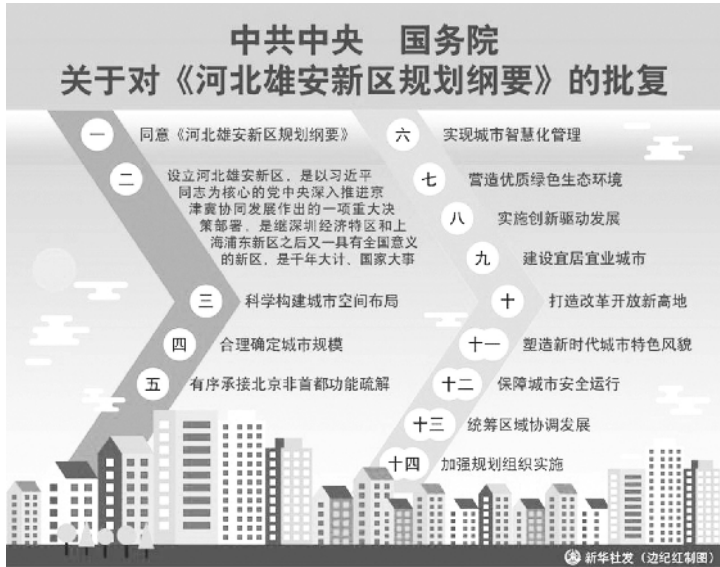 中共中央　国务院
关于对《河北雄安新区规划纲要》的批复
一　同意《河北雄安新区规划纲要》
二　设立河北雄安新区，是以习近平
同志为核心的党中央深入推进京
津冀协同发展作出的一项重大决
策部署，是继深圳经济特区和上
海浦东新区之后又一具有全国意义
的新区，是千年大计、国家大事
三　科学构建城市空间布局
四　合理确定城市规模
五　有序承接北京非首都功能疏解
六　实现城市智慧化管理
七　营造优质绿色生态环境
八　实施创新驱动发展
九　建设宜居宜业城市
十　打造改革开放新高地
十一　塑造新时代城市特色风貌
十二　保障城市安全运行
十三　统筹区域协调发展
十四　加强规划组织实施
新华社发（边纪红制图）